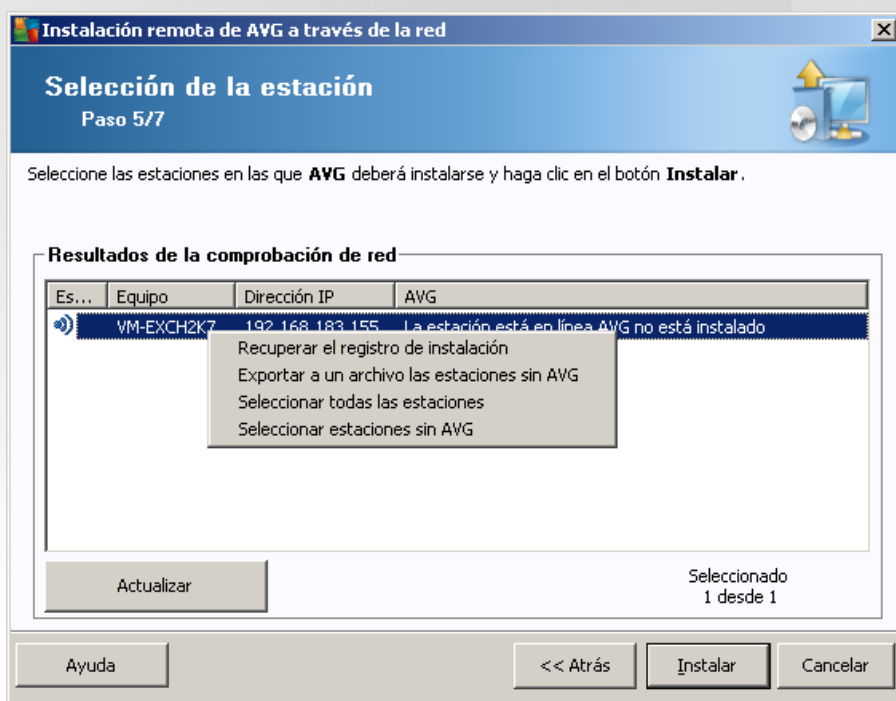 Instalación remota de AVG a través de la red
Selección de la estación
Paso 5/7
Seleccione las estaciones en las que AVG deberá instalarse y haga clic en el botón Instalar.
Resultados de la comprobación de red
Es... Equipo Dirección IP AVG
VM-EXCH2K7 192.168.183.155 La estación está en línea AVG no está instalado
Recuperar el registro de instalación
Exportar a un archivo las estaciones sin AVG
Seleccionar todas las estaciones
Seleccionar estaciones sin AVG
Actualizar
Seleccionado
1 desde 1
Ayuda << Atrás Instalar Cancelar